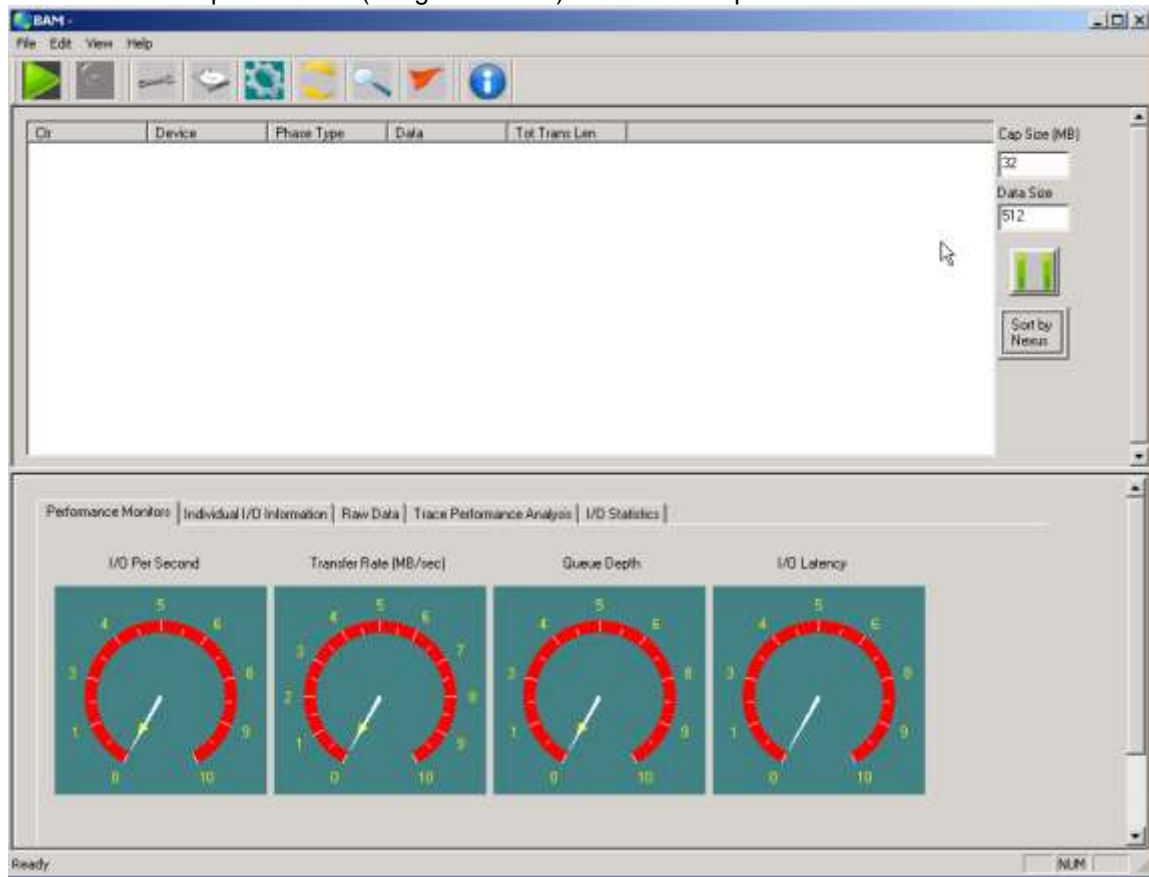 BAM -
File Edit View Help
Ctr Device Phase Type Data Tot Trans Len
Cap Size (MB)
32
Data Size
512
Sort by
Nexus
Performance Monitors Individual I/O Information Raw Data Trace Performance Analysis I/O Statistics
I/O Per Second Transfer Rate (MB/sec) Queue Depth I/O Latency
0 1 3 4 5 6 8 9 10
0 1 2 3 4 5 6 7 8 9 10
0 1 3 4 5 6 8 9 10
0 1 3 4 5 6 8 9 10
Ready NUM